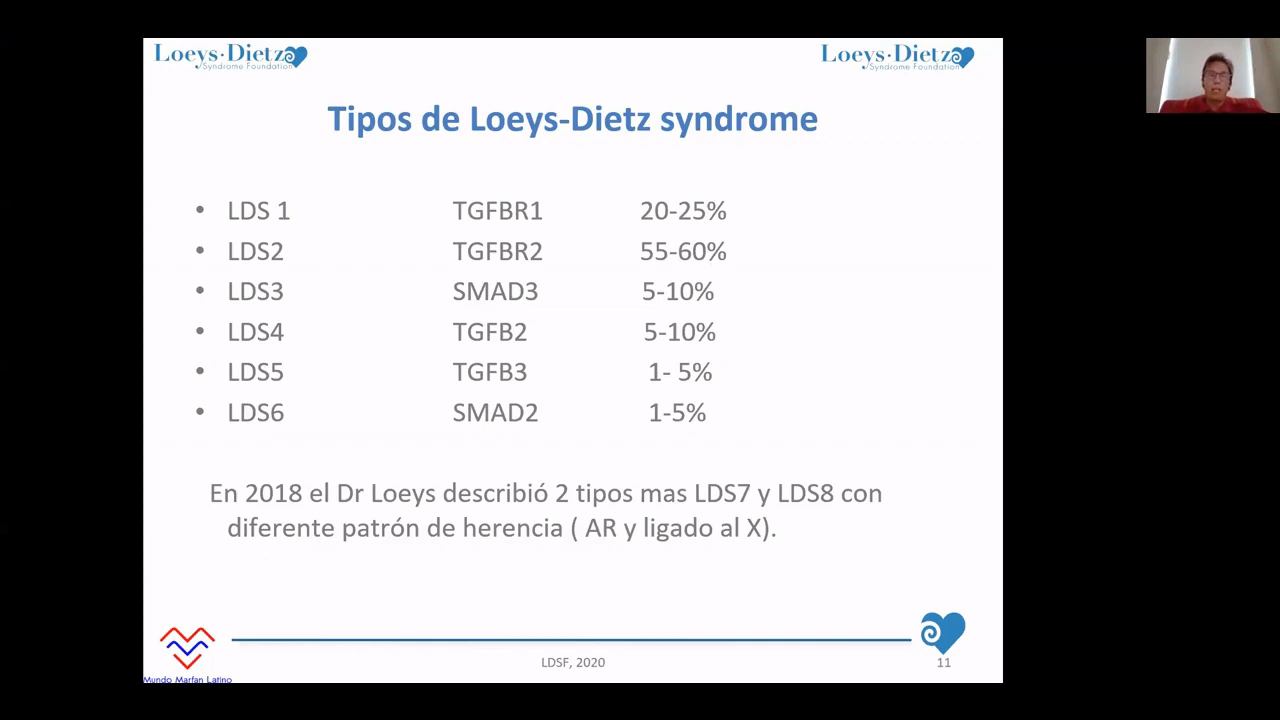 Loeys·Dietz
Syndrome Foundation
Loeys·Dietz
Syndrome Foundation
Tipos de Loeys-Dietz syndrome
• LDS 1 TGFBR1 20-25%
• LDS2 TGFBR2 55-60%
• LDS3 SMAD3 5-10%
• LDS4 TGFB2 5-10%
• LDS5 TGFB3 1- 5%
• LDS6 SMAD2 1-5%
En 2018 el Dr Loeys describió 2 tipos mas LDS7 y LDS8 con
diferente patrón de herencia ( AR y ligado al X).
Mundo Marfan Latino
LDSF, 2020
11